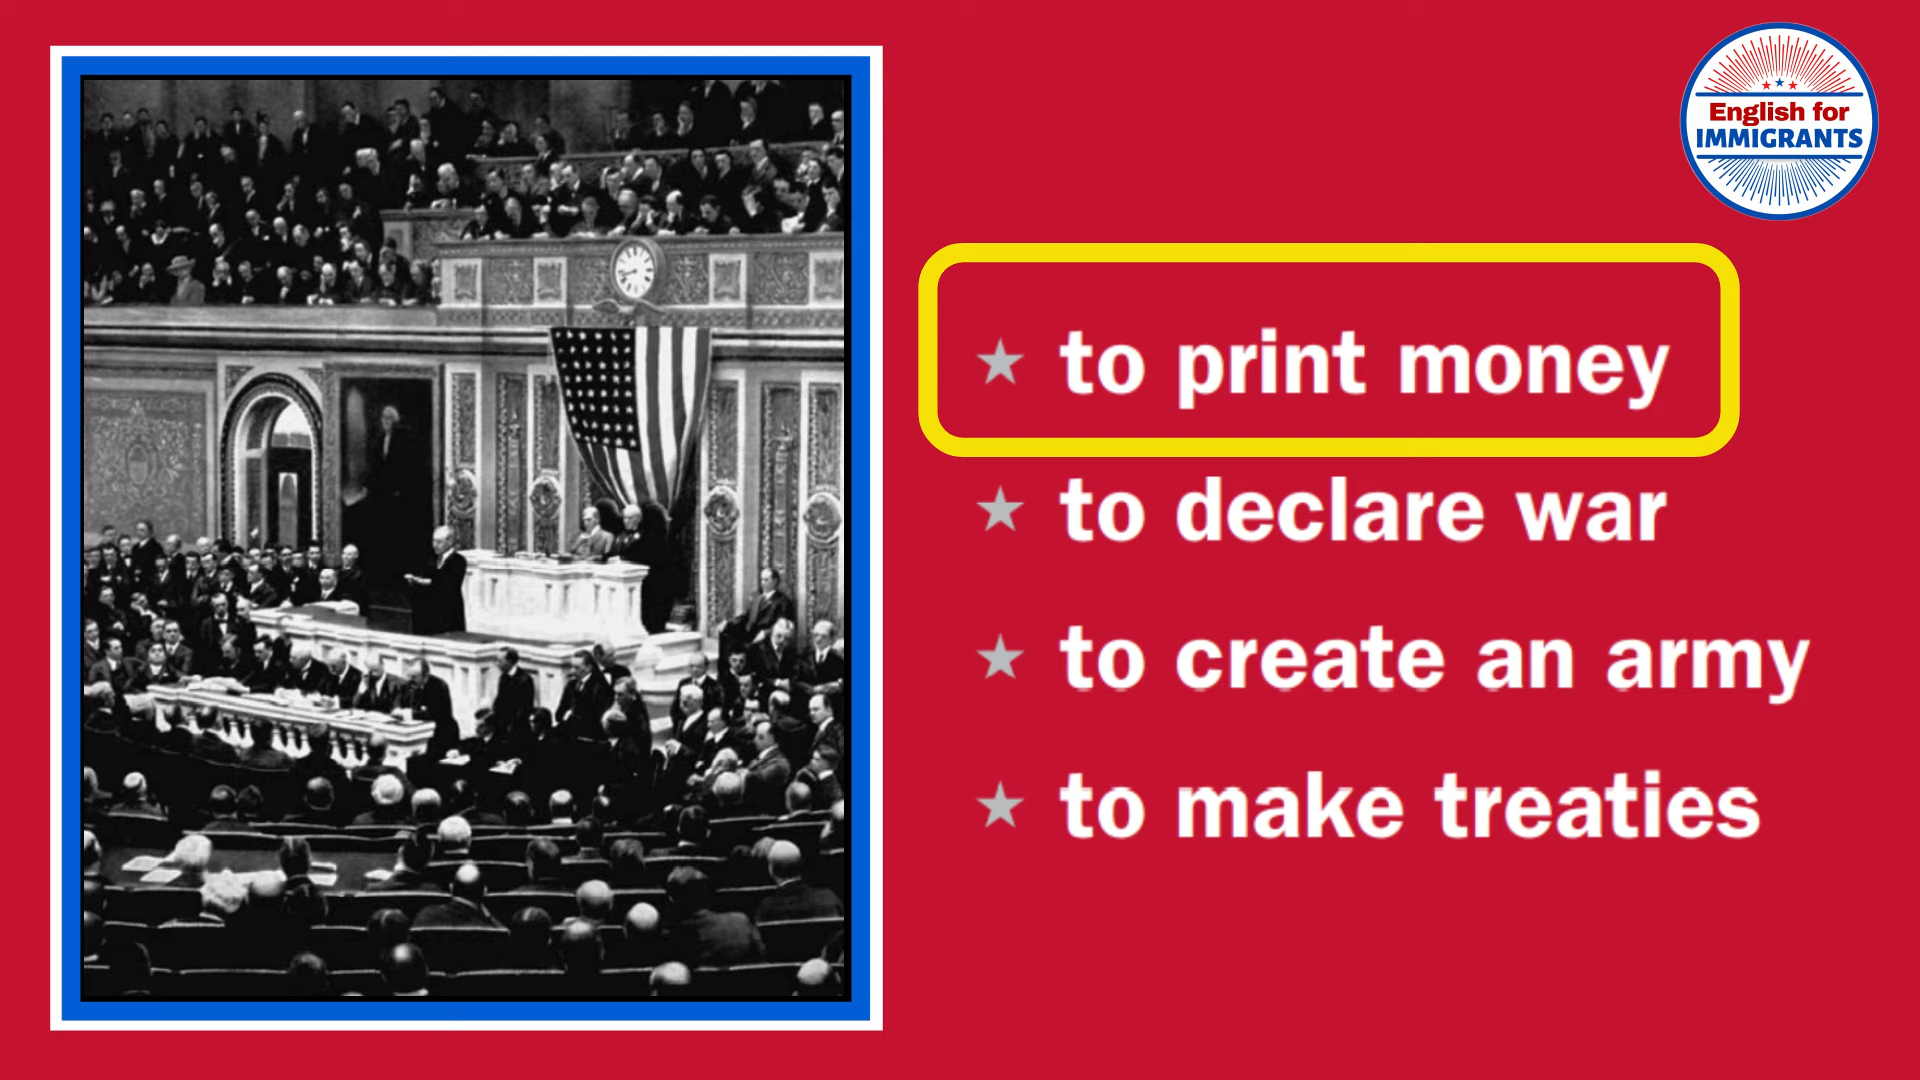 English for
IMMIGRANTS
to print money
to declare war
to create an army
to make treaties